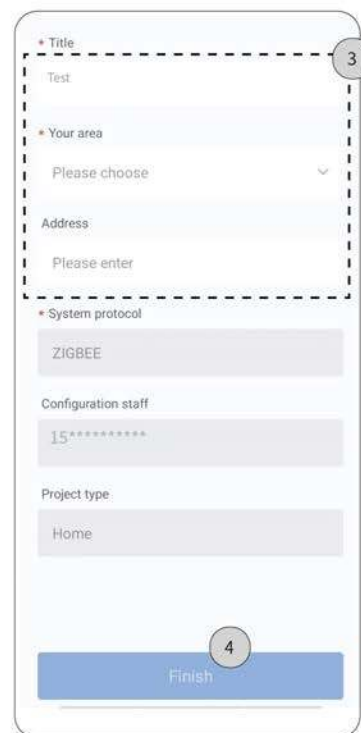 * Title
3
Test
* Your area
Please choose
Address
Please enter
* System protocol
ZIGBEE
Configuration staff
15**********
Project type
Home
4
Finish